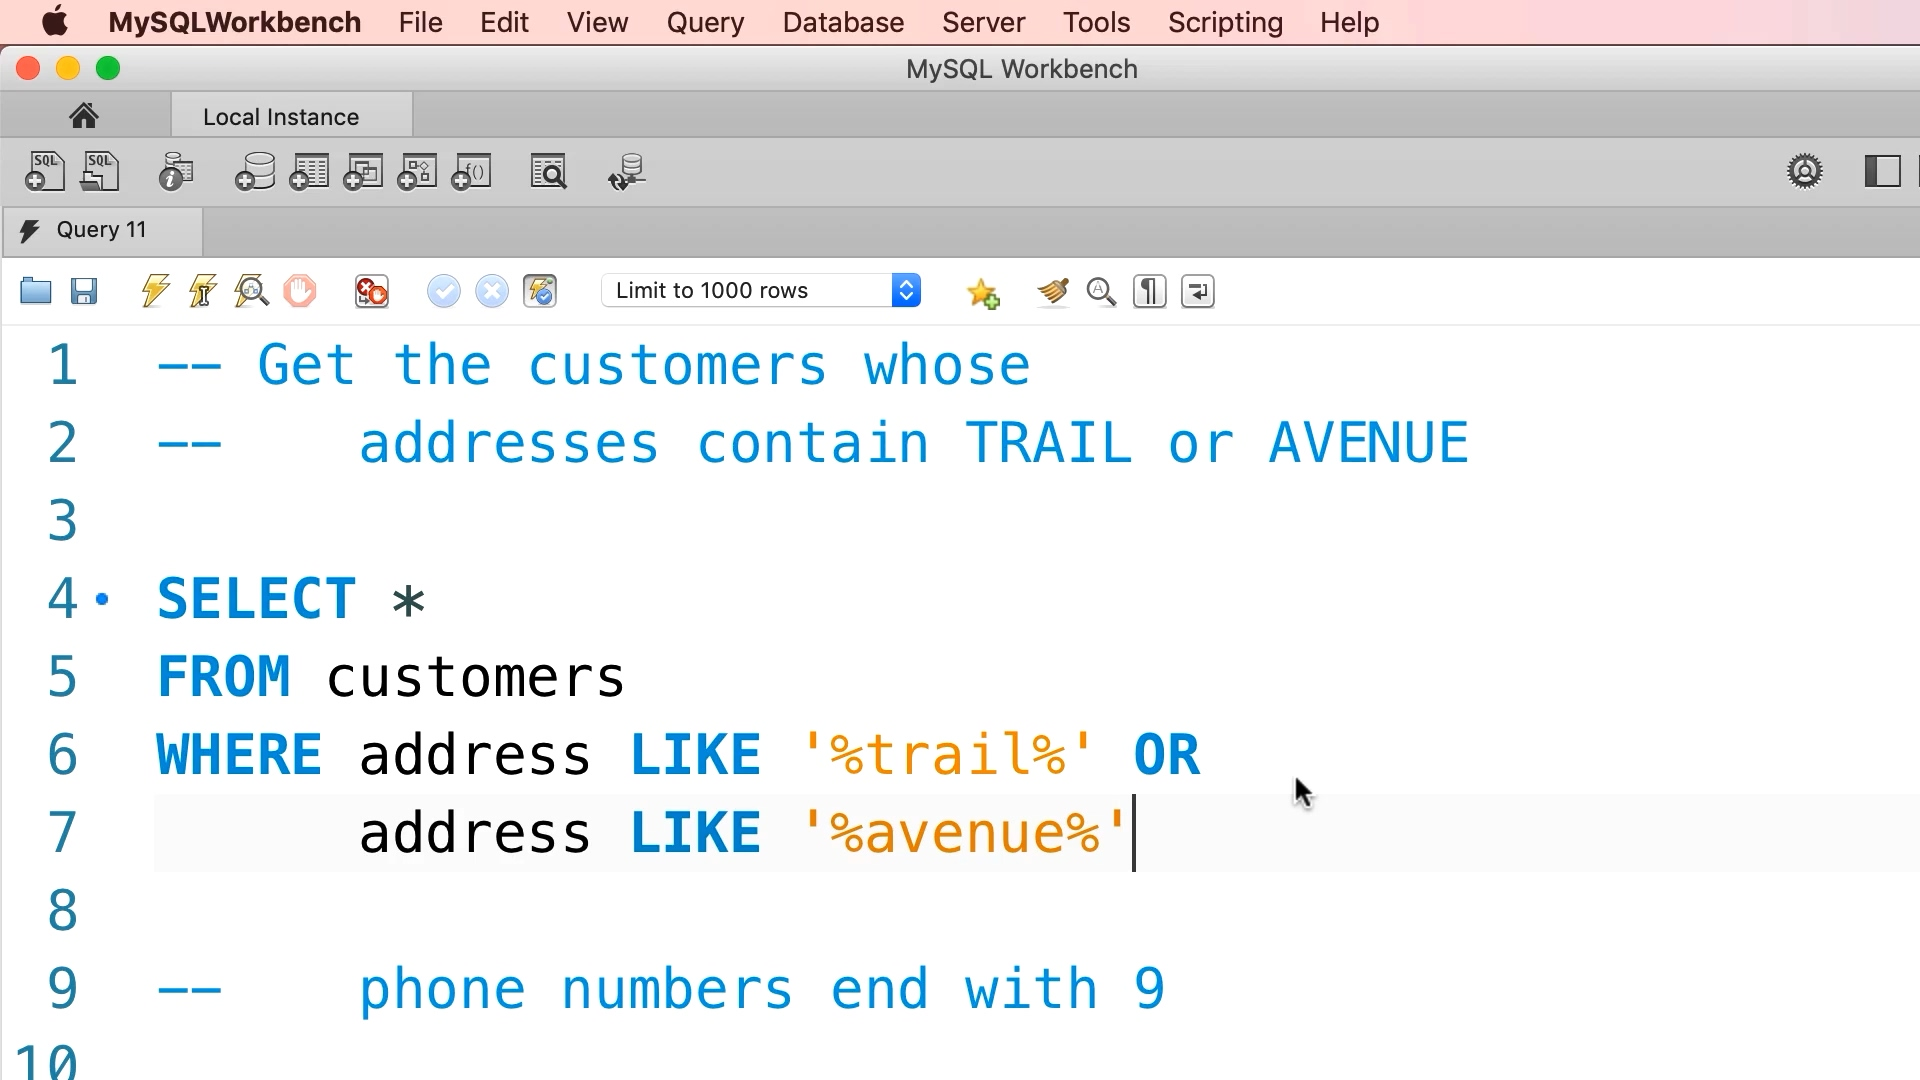 MySQLWorkbench File Edit View Query Database Server Tools Scripting Help
MySQL Workbench
Local Instance
SQL SQL i f()
Query 11
Limit to 1000 rows
1 -- Get the customers whose
2 -- addresses contain TRAIL or AVENUE
3
4 SELECT *
5 FROM customers
6 WHERE address LIKE '%trail%' OR
7 address LIKE '%avenue%'
8
9 -- phone numbers end with 9
10